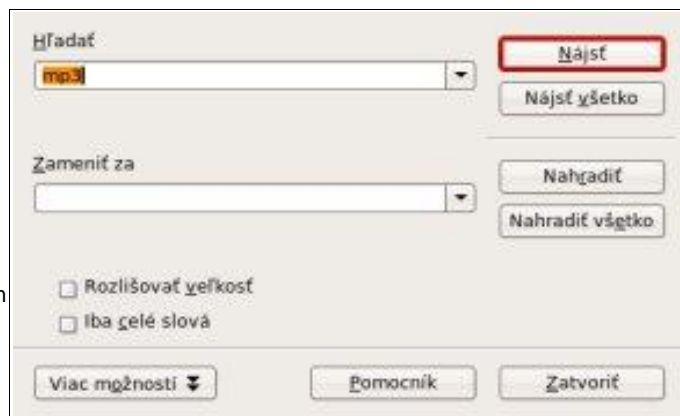 Hľadať
mp3
Nájsť
Nájsť všetko
Zameniť za
Nahradiť
Nahradiť všetko
Rozlišovať veľkosť
Iba celé slová
Viac možností
Pomocník
Zatvoriť